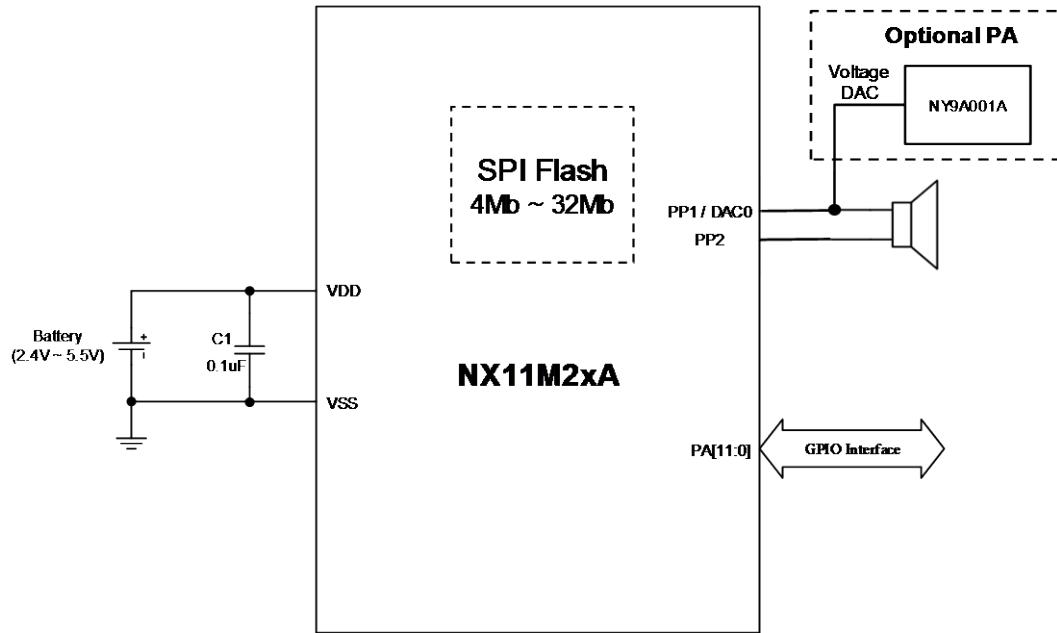 Optional PA
Voltage
DAC
NY9A001A
SPI Flash
4Mb ~ 32Mb
PP1 / DAC0
PP2
VDD
Battery
(2.4V ~ 5.5V)
+
-
C1
0.1uF
NX11M2xA
VSS
PA[11:0]
GPIO Interface